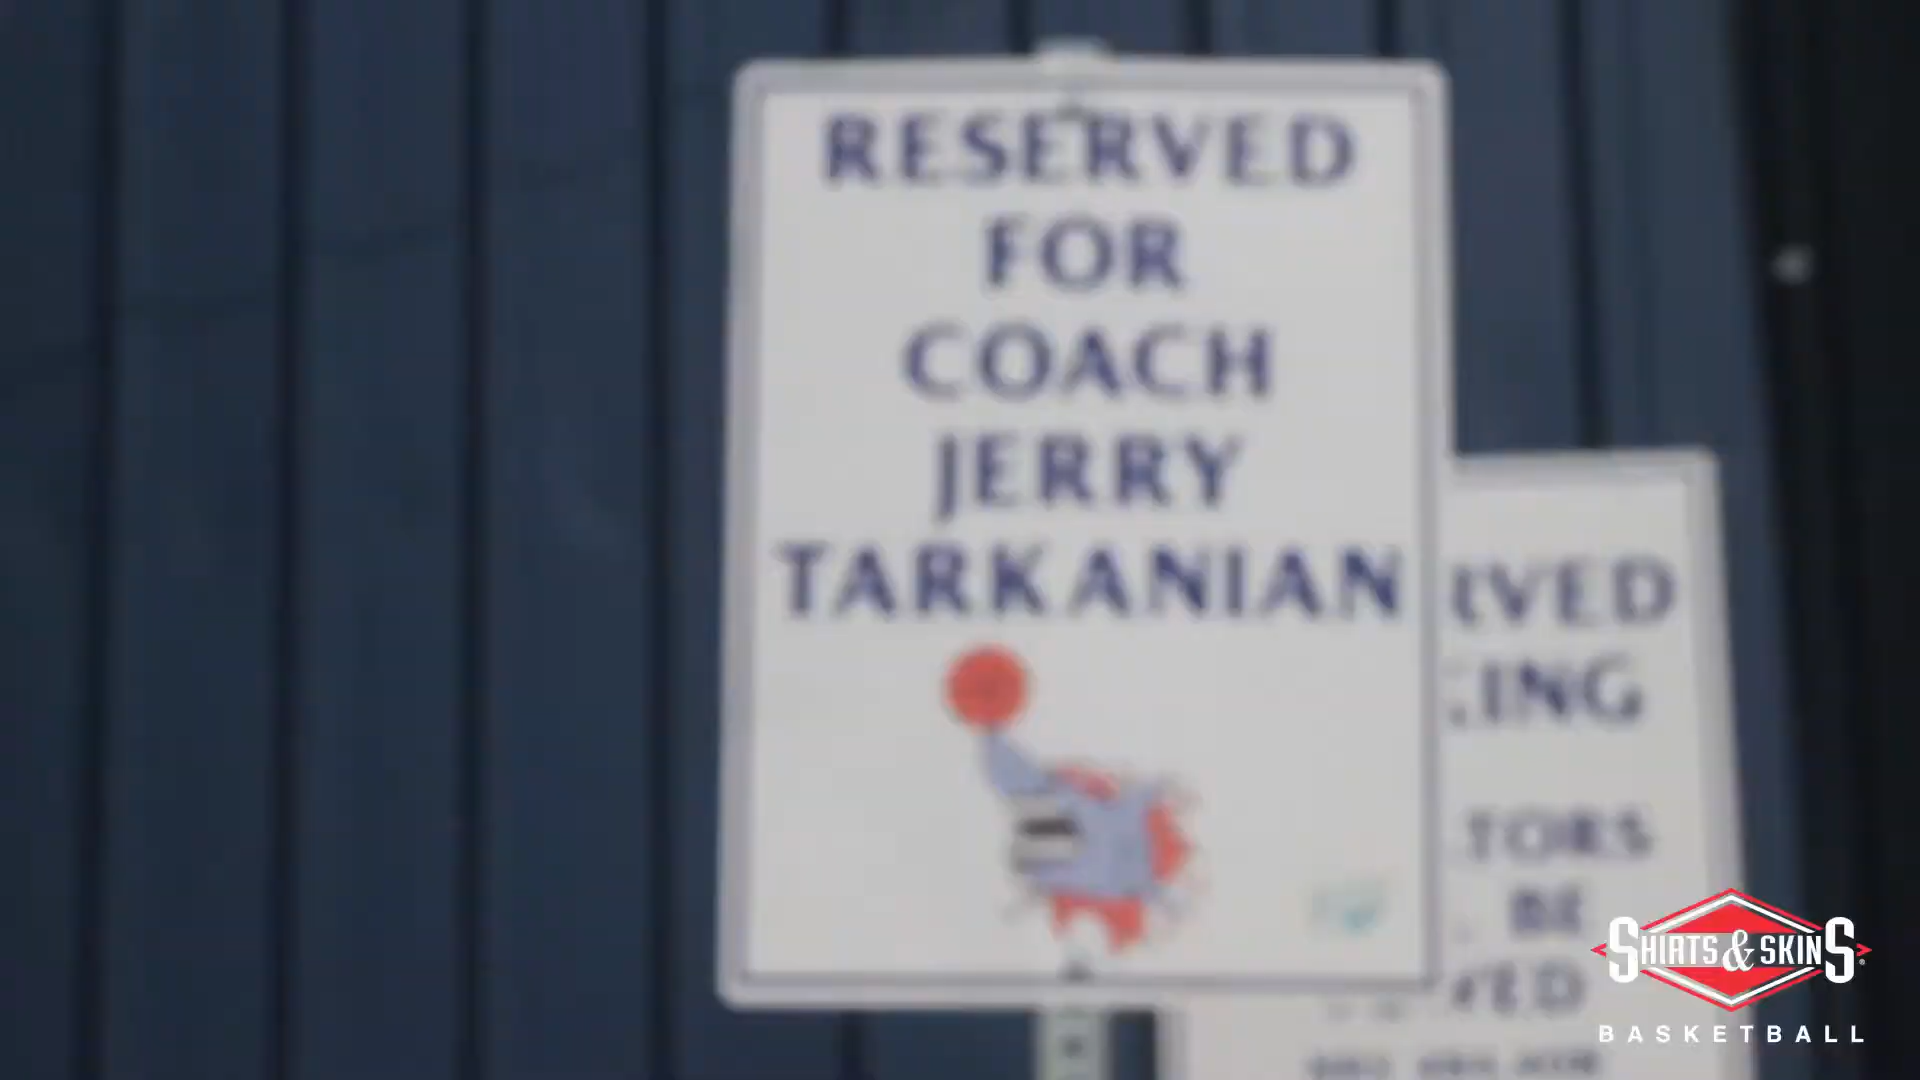 RESERVED
FOR
COACH
JERRY
TARKANIAN
RVED
ING
TORS
BE
VED
SHIRTS & SKINS®
BASKETBALL